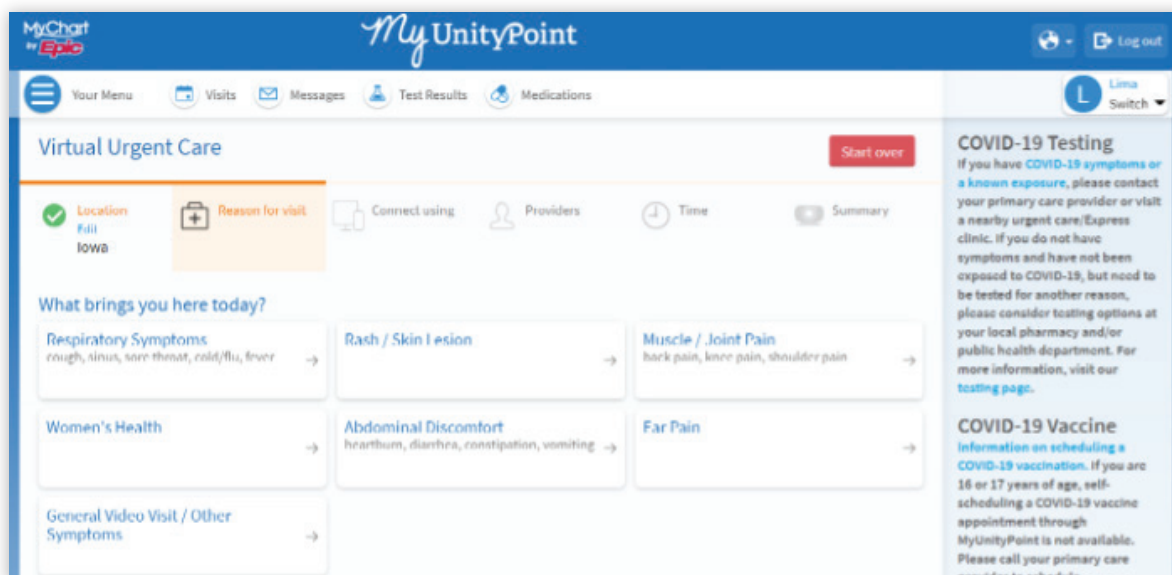 MyChart
by Epic
My UnityPoint
Log out
Your Menu
Visits
Messages
Test Results
Medications
L
Lima
Switch
Virtual Urgent Care
Start over
Location
Edit
Iowa
Reason for visit
Connect using
Providers
Time
Summary
What brings you here today?
Respiratory Symptoms
cough, sinus, sore throat, cold/flu, fever
Rash / Skin Lesion
Muscle / Joint Pain
back pain, knee pain, shoulder pain
Women's Health
Abdominal Discomfort
heartburn, diarrhea, constipation, vomiting
Ear Pain
General Video Visit / Other
Symptoms
COVID-19 Testing
If you have COVID-19 symptoms or
a known exposure, please contact
your primary care provider or visit
a nearby urgent care/Express
clinic. If you do not have
symptoms and have not been
exposed to COVID-19, but need to
be tested for another reason,
please consider testing options at
your local pharmacy and/or
public health department. For
more information, visit our
testing page.
COVID-19 Vaccine
Information on scheduling a
COVID-19 vaccination. If you are
16 or 17 years of age, self-
scheduling a COVID-19 vaccine
appointment through
MyUnityPoint is not available.
Please call your primary care